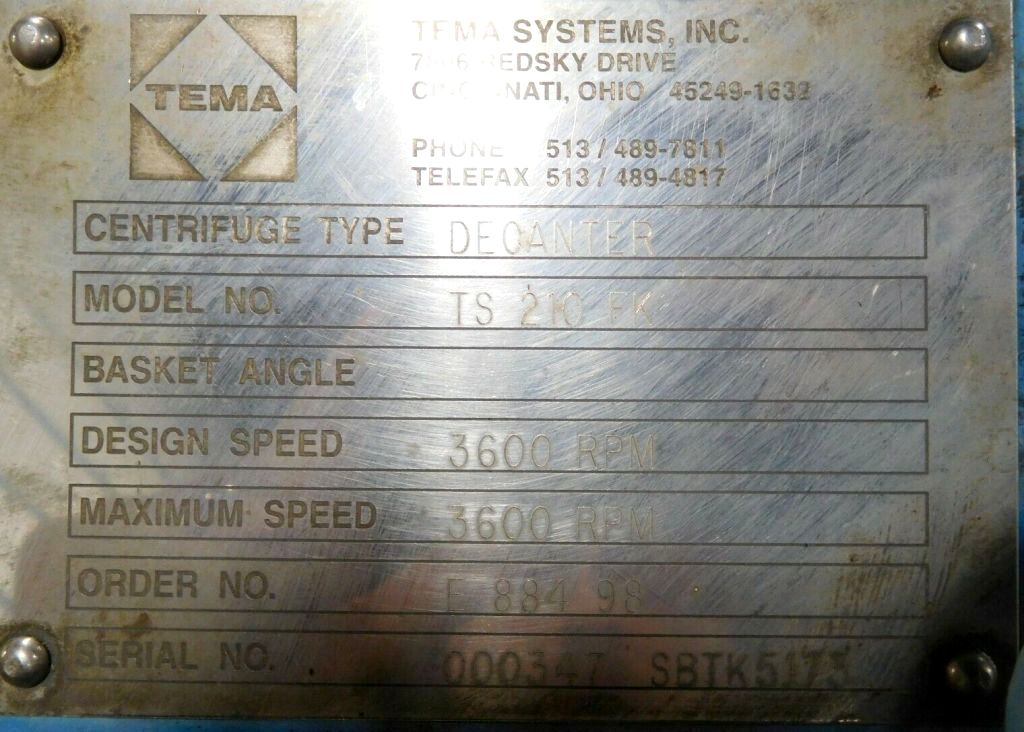 TEMA
TEMA SYSTEMS, INC.
REDSKY DRIVE
CINCINNATI, OHIO 45249-1632
PHONE 513 / 489-7811
TELEFAX 513 / 489-4817
CENTRIFUGE TYPE DECANTER
MODEL NO. TS 210 FK
BASKET ANGLE
DESIGN SPEED 3600 RPM
MAXIMUM SPEED 3600 RPM
ORDER NO. 884 98
SERIAL NO. 000347 SBTK5173